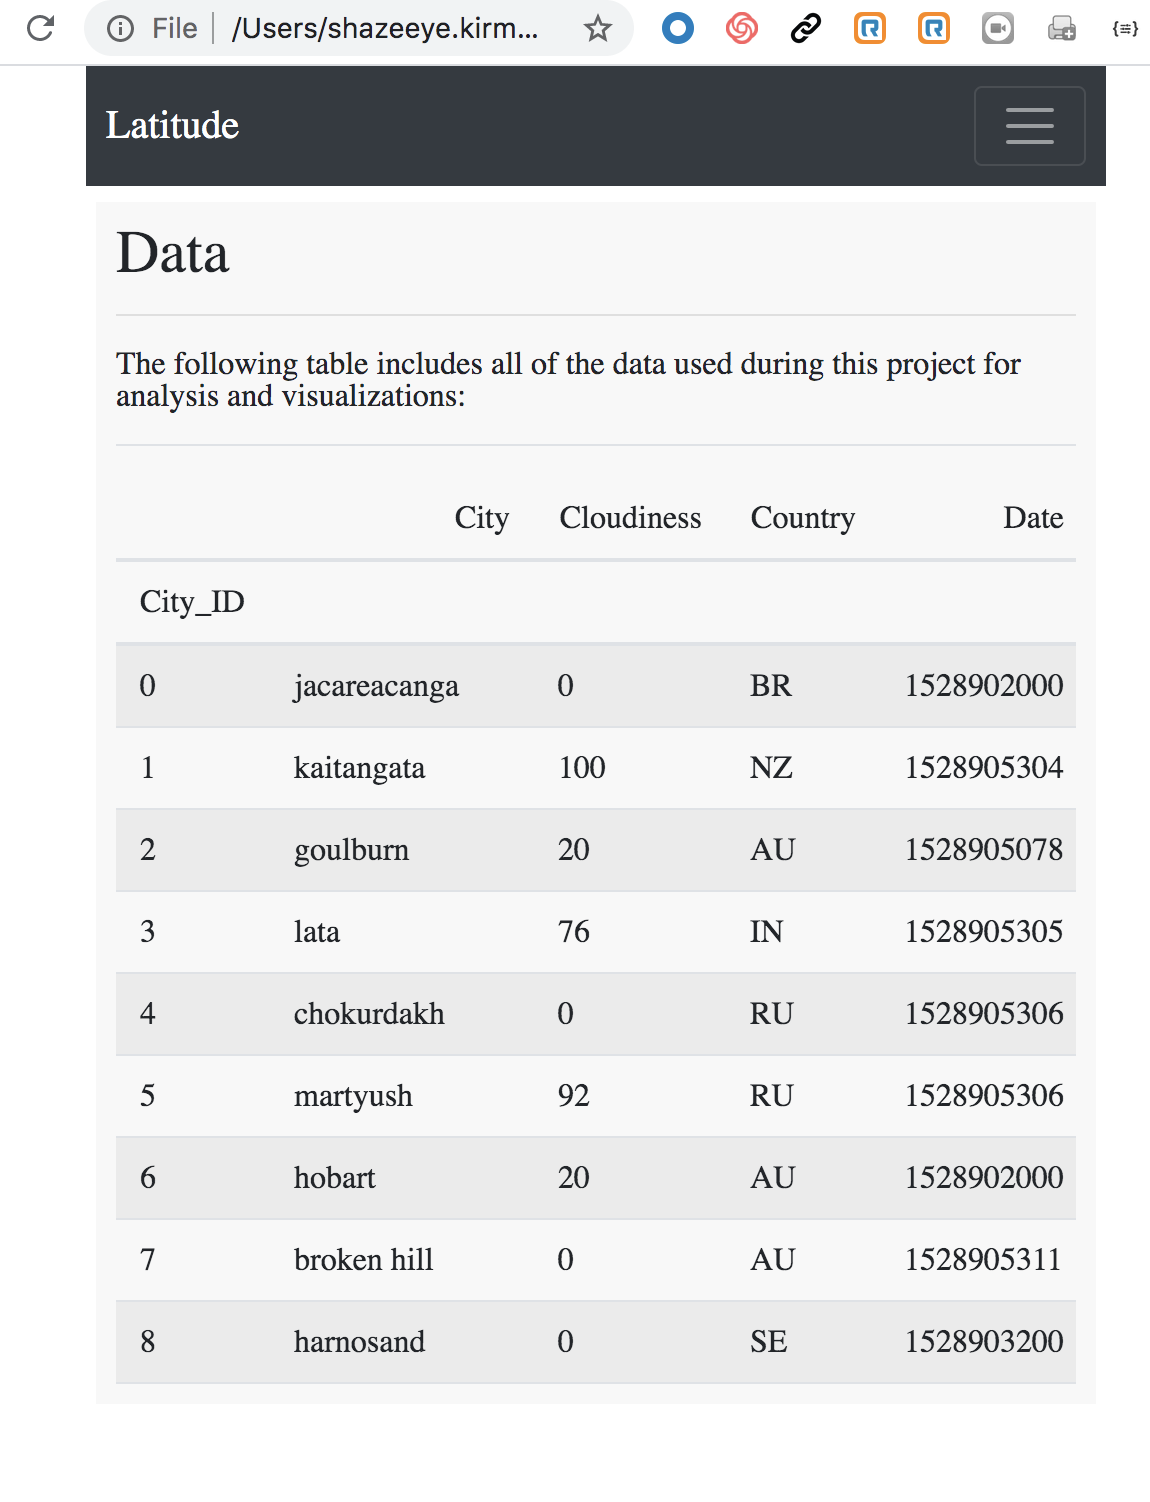 File /Users/shazeeye.kirm...
Latitude
Data
The following table includes all of the data used during this project for
analysis and visualizations:
City Cloudiness Country Date
City_ID
0 jacareacanga 0 BR 1528902000
1 kaitangata 100 NZ 1528905304
2 goulburn 20 AU 1528905078
3 lata 76 IN 1528905305
4 chokurdakh 0 RU 1528905306
5 martyush 92 RU 1528905306
6 hobart 20 AU 1528902000
7 broken hill 0 AU 1528905311
8 harnosand 0 SE 1528903200